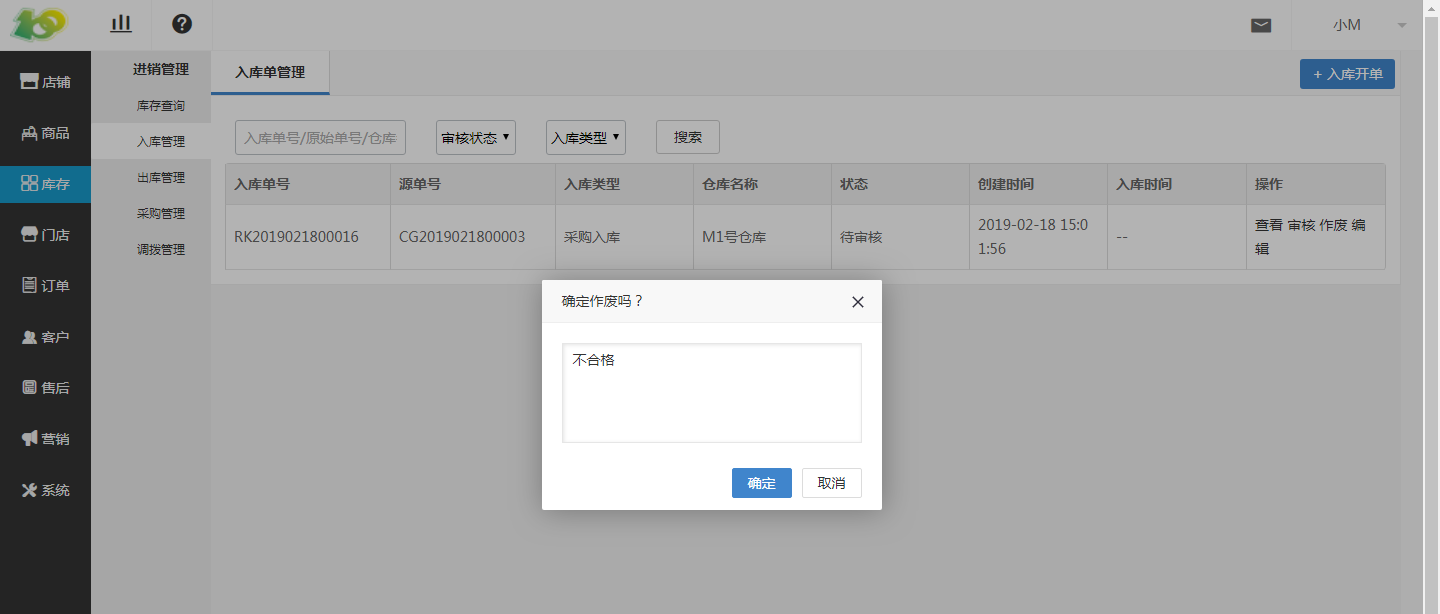 小M
店铺
商品
库存
门店
订单
客户
售后
营销
系统
进销管理
库存查询
入库管理
出库管理
采购管理
调拨管理
入库单管理
+ 入库开单
入库单号/原始单号/仓库
审核状态
入库类型
搜索
入库单号 源单号 入库类型 仓库名称 状态 创建时间 入库时间 操作
RK2019021800016 CG2019021800003 采购入库 M1号仓库 待审核 2019-02-18 15:0 -- 查看 审核 作废 编
1:56 辑
确定作废吗？
不合格
确定 取消